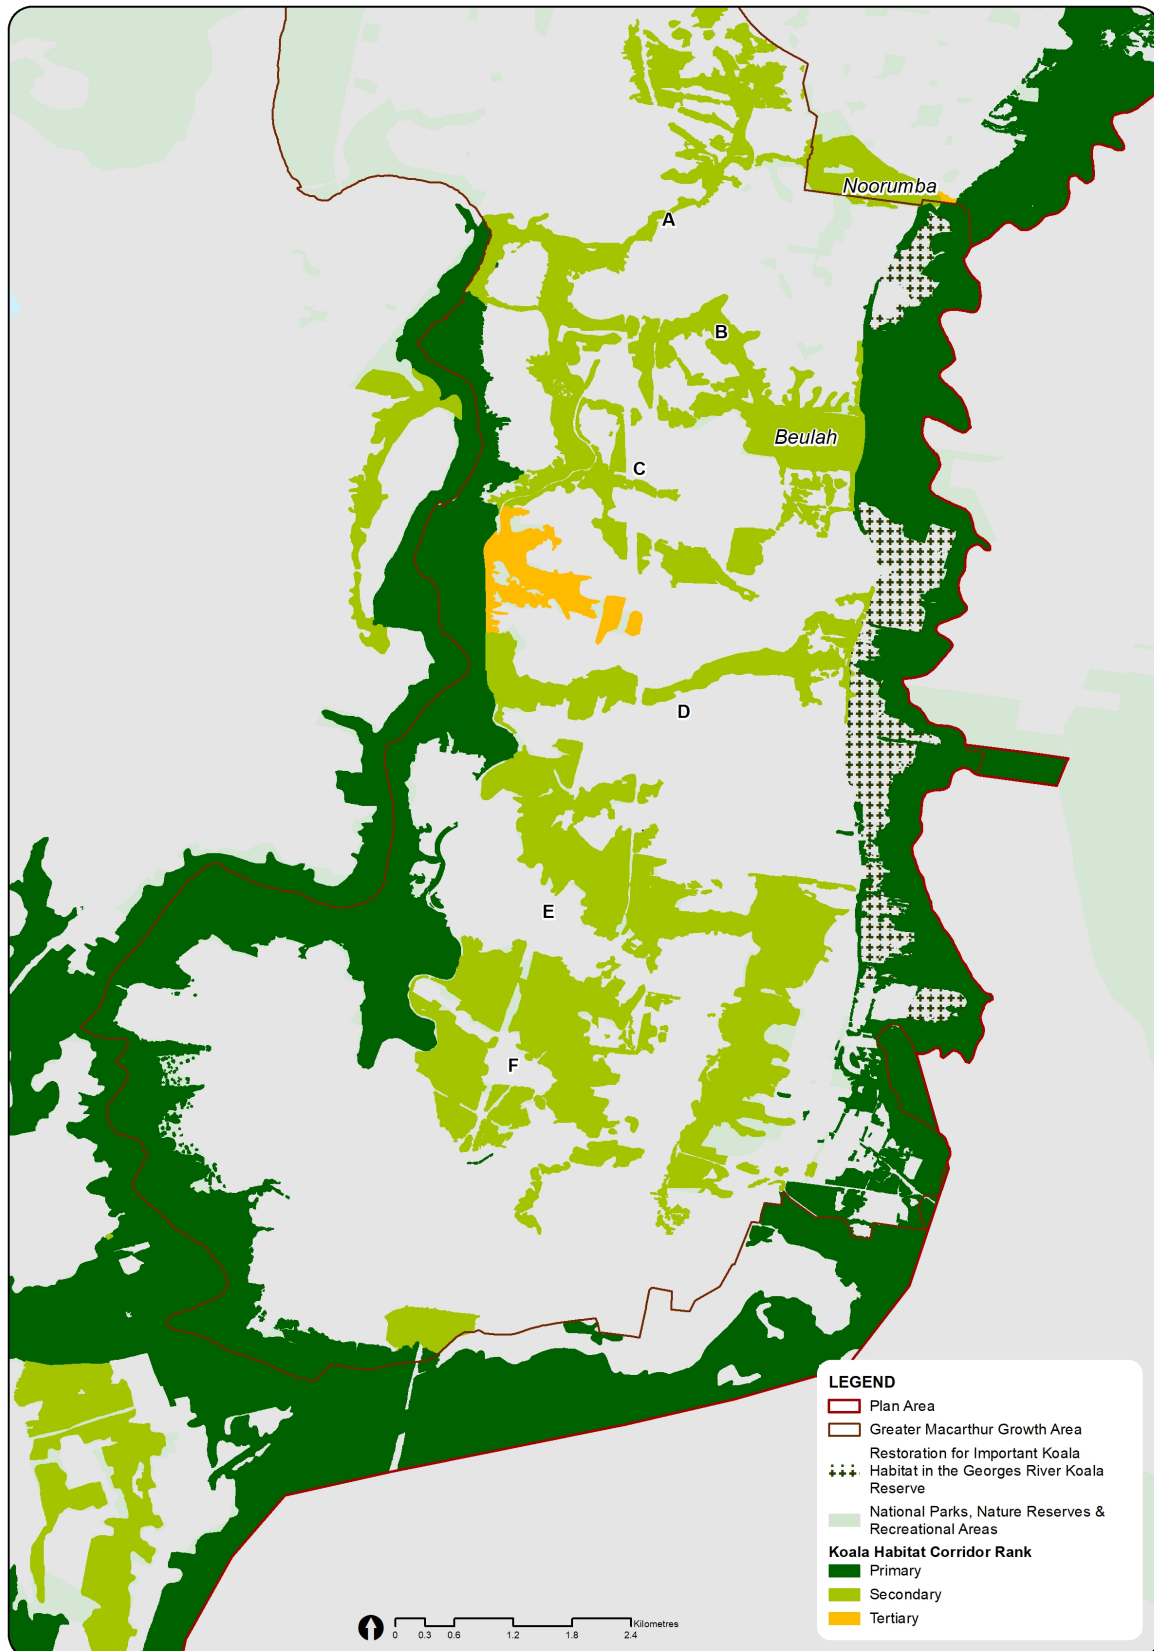 Noorumba
A
B
Beulah
C
D
E
F
LEGEND
Plan Area
Greater Macarthur Growth Area
Restoration for Important Koala
Habitat in the Georges River Koala
Reserve
National Parks, Nature Reserves &
Recreational Areas
Koala Habitat Corridor Rank
Primary
Secondary
Tertiary
Kilometres
0 0.3 0.6 1.2 1.8 2.4